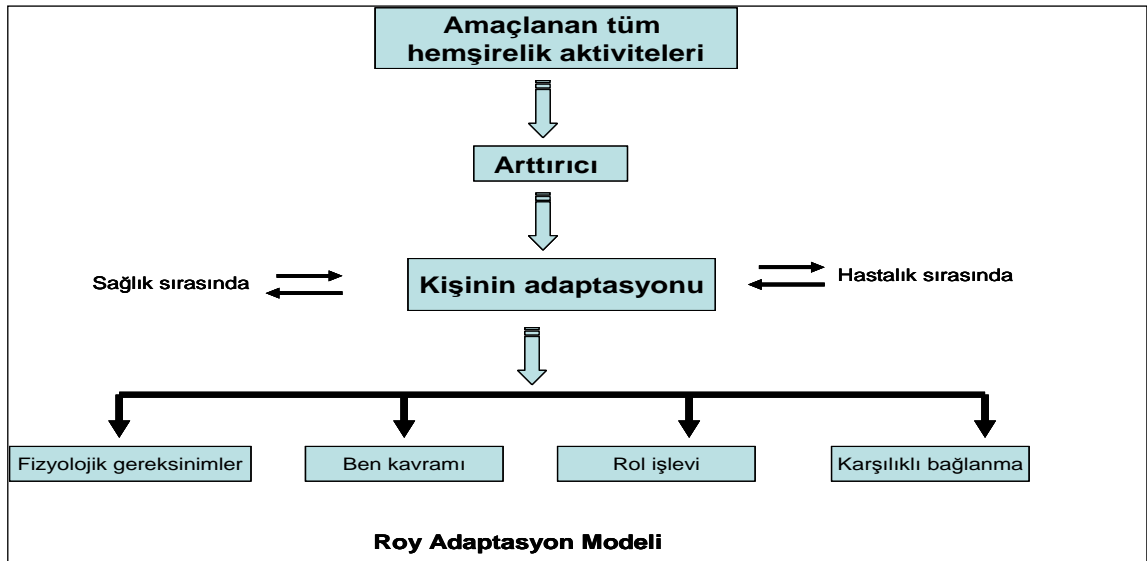 Amaçlanan tüm
hemşirelik aktiviteleri
Arttırıcı
Sağlık sırasında
Kişinin adaptasyonu
Hastalık sırasında
Fizyolojik gereksinimler
Ben kavramı
Rol işlevi
Karşılıklı bağlanma
Roy Adaptasyon Modeli